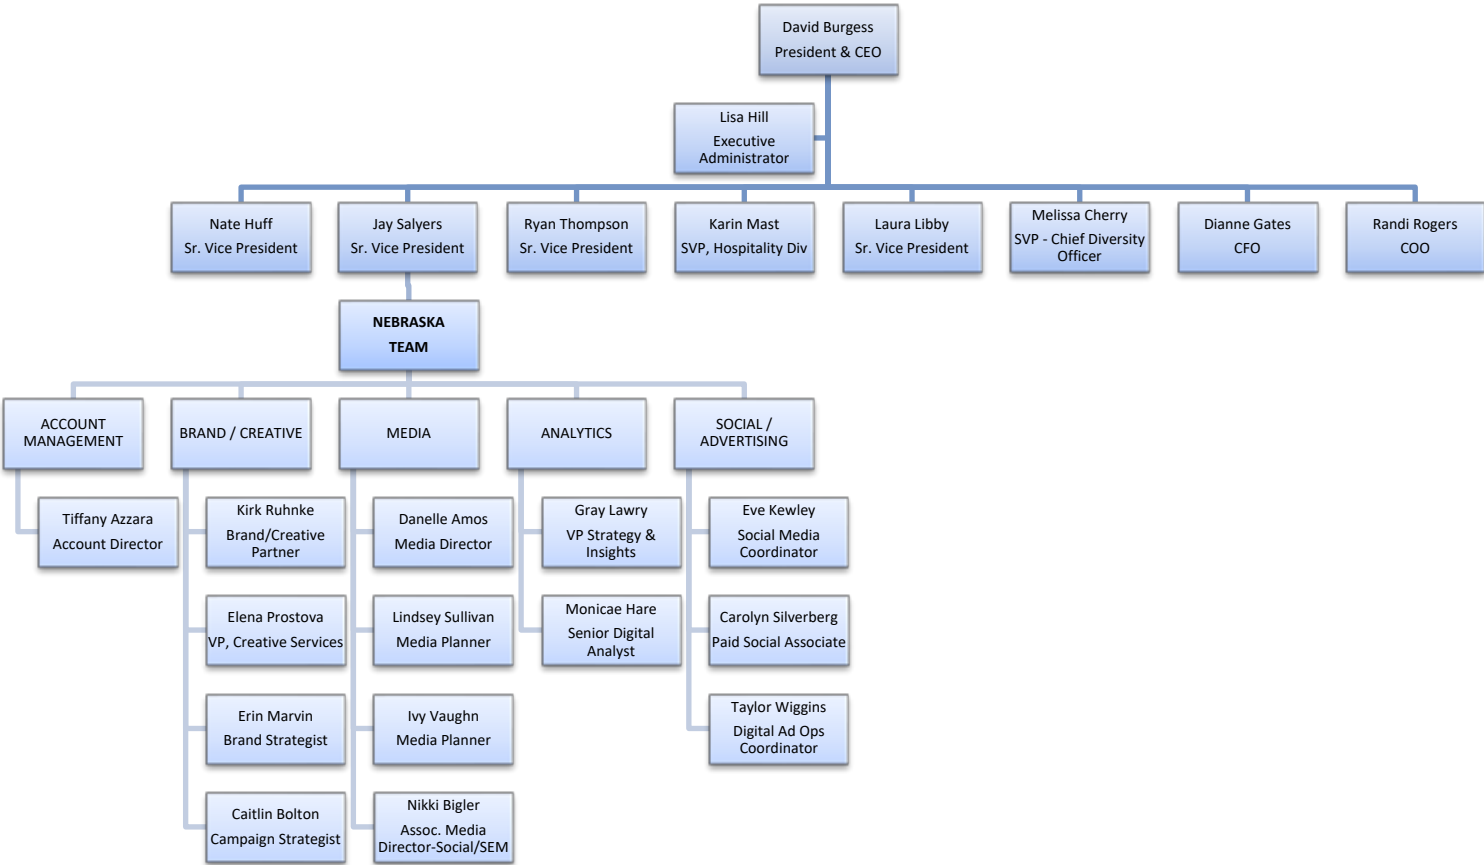 David Burgess
President & CEO
Lisa Hill
Executive
Administrator
Nate Huff
Sr. Vice President
Jay Salyers
Sr. Vice President
Ryan Thompson
Sr. Vice President
Karin Mast
SVP, Hospitality Div
Laura Libby
Sr. Vice President
Melissa Cherry
SVP - Chief Diversity
Officer
Dianne Gates
CFO
Randi Rogers
COO
NEBRASKA
TEAM
ACCOUNT
MANAGEMENT
BRAND / CREATIVE
MEDIA
ANALYTICS
SOCIAL /
ADVERTISING
Tiffany Azzara
Account Director
Kirk Ruhnke
Brand/Creative
Partner
Elena Prostova
VP, Creative Services
Erin Marvin
Brand Strategist
Caitlin Bolton
Campaign Strategist
Danelle Amos
Media Director
Lindsey Sullivan
Media Planner
Ivy Vaughn
Media Planner
Nikki Bigler
Assoc. Media
Director-Social/SEM
Gray Lawry
VP Strategy &
Insights
Monicae Hare
Senior Digital
Analyst
Eve Kewley
Social Media
Coordinator
Carolyn Silverberg
Paid Social Associate
Taylor Wiggins
Digital Ad Ops
Coordinator